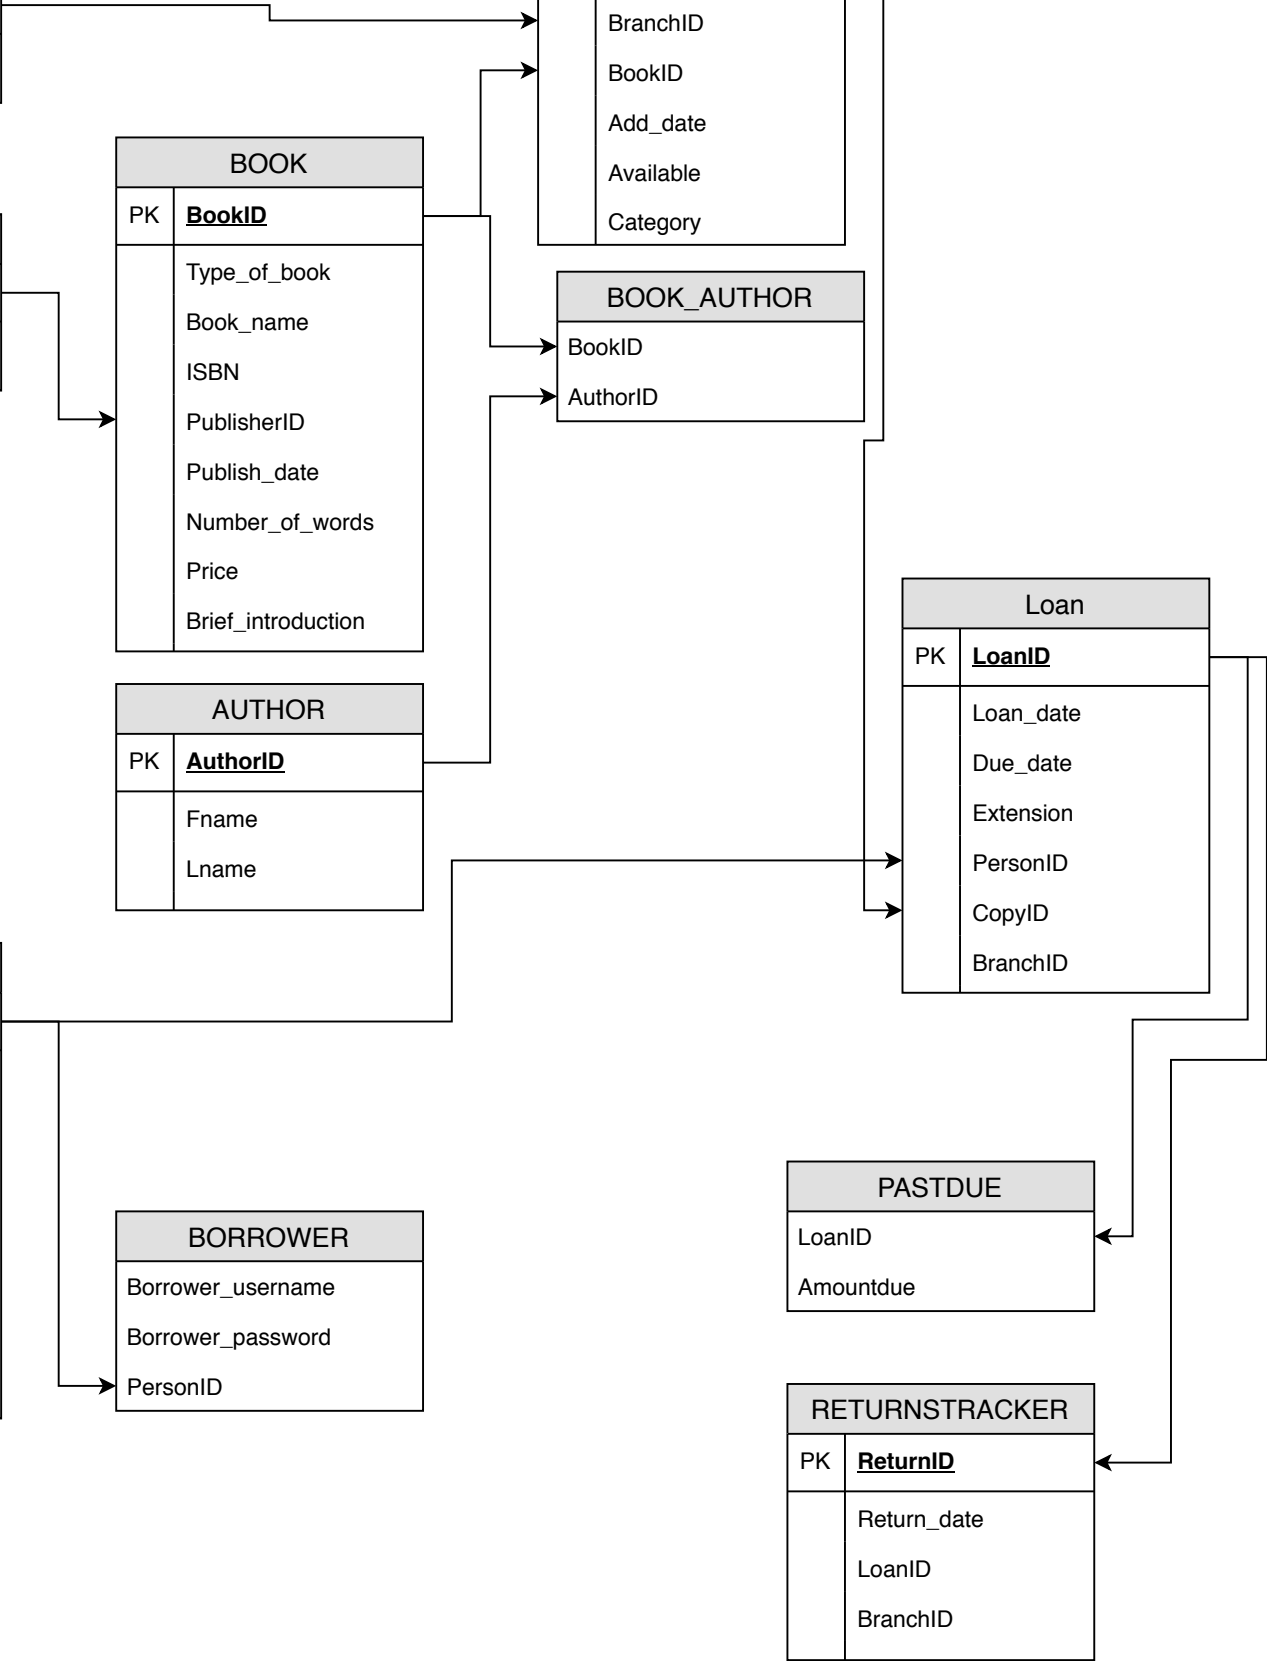 BranchID
BookID
Add_date
Available
Category
BOOK
PK BookID
Type_of_book
Book_name
ISBN
PublisherID
Publish_date
Number_of_words
Price
Brief_introduction
BOOK_AUTHOR
BookID
AuthorID
AUTHOR
PK AuthorID
Fname
Lname
Loan
PK LoanID
Loan_date
Due_date
Extension
PersonID
CopyID
BranchID
BORROWER
Borrower_username
Borrower_password
PersonID
PASTDUE
LoanID
Amountdue
RETURNSTRACKER
PK ReturnID
Return_date
LoanID
BranchID